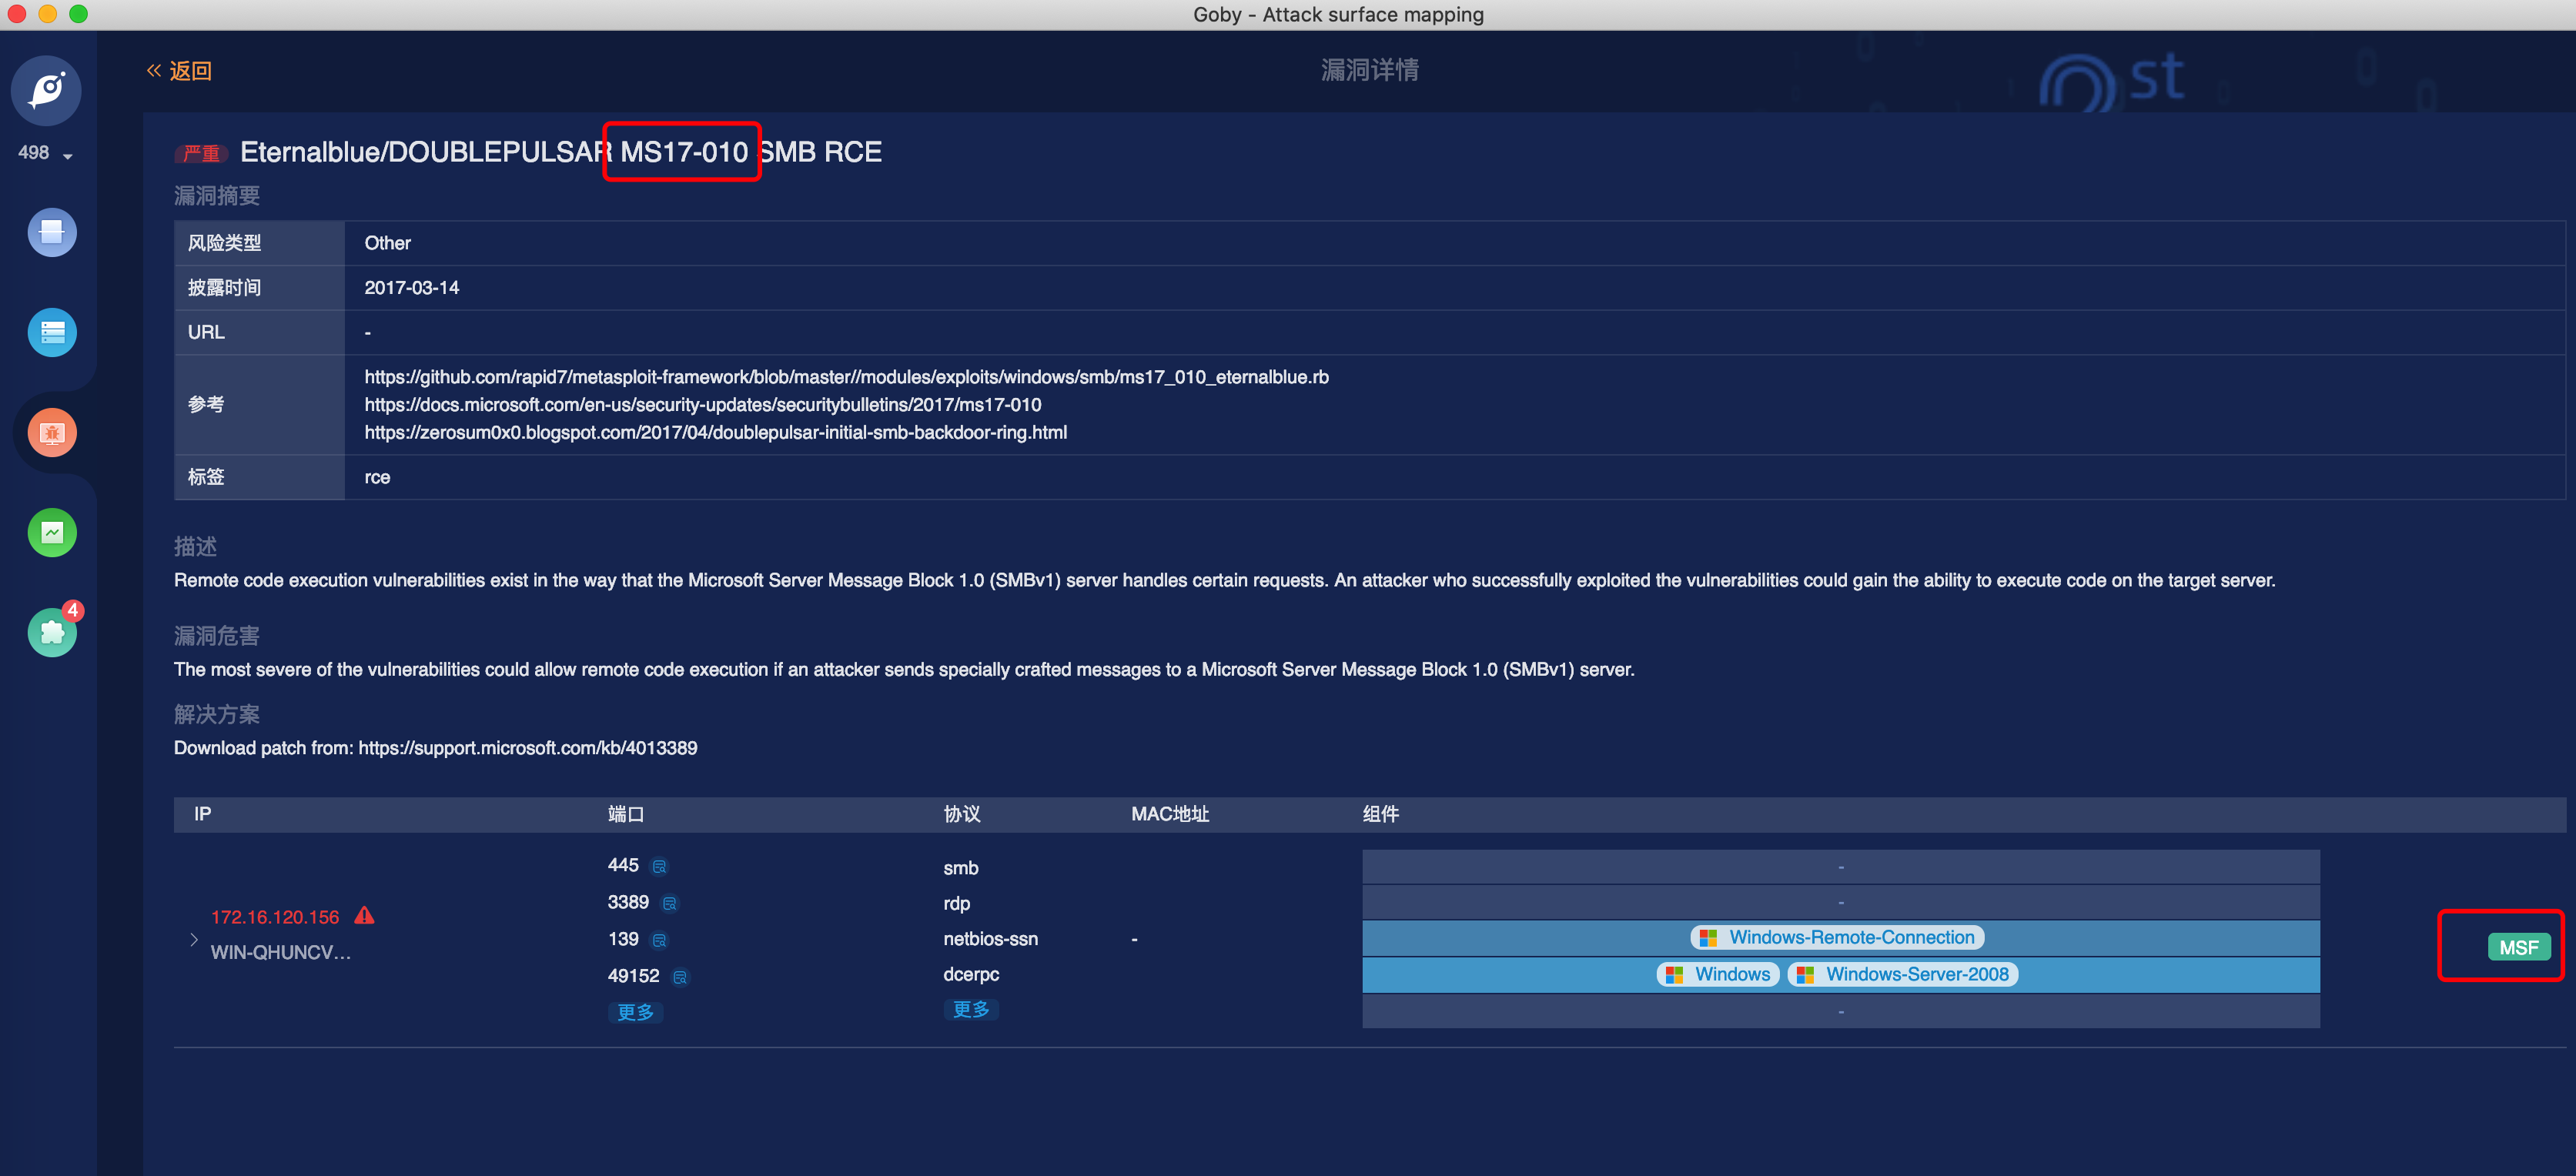 Goby - Attack surface mapping
« 返回
漏洞详情
st
498
严重 Eternalblue/DOUBLEPULSAR MS17-010 SMB RCE
漏洞摘要
风险类型 Other
披露时间 2017-03-14
URL -
参考 https://github.com/rapid7/metasploit-framework/blob/master//modules/exploits/windows/smb/ms17_010_eternalblue.rb
https://docs.microsoft.com/en-us/security-updates/securitybulletins/2017/ms17-010
https://zerosum0x0.blogspot.com/2017/04/doublepulsar-initial-smb-backdoor-ring.html
标签 rce
描述
Remote code execution vulnerabilities exist in the way that the Microsoft Server Message Block 1.0 (SMBv1) server handles certain requests. An attacker who successfully exploited the vulnerabilities could gain the ability to execute code on the target server.
4
漏洞危害
The most severe of the vulnerabilities could allow remote code execution if an attacker sends specially crafted messages to a Microsoft Server Message Block 1.0 (SMBv1) server.
解决方案
Download patch from: https://support.microsoft.com/kb/4013389
IP 端口 协议 MAC地址 组件
445 smb -
3389 rdp -
172.16.120.156
139 netbios-ssn - Windows-Remote-Connection
WIN-QHUNCV...
MSF
49152 dcerpc Windows Windows-Server-2008
更多 更多 -